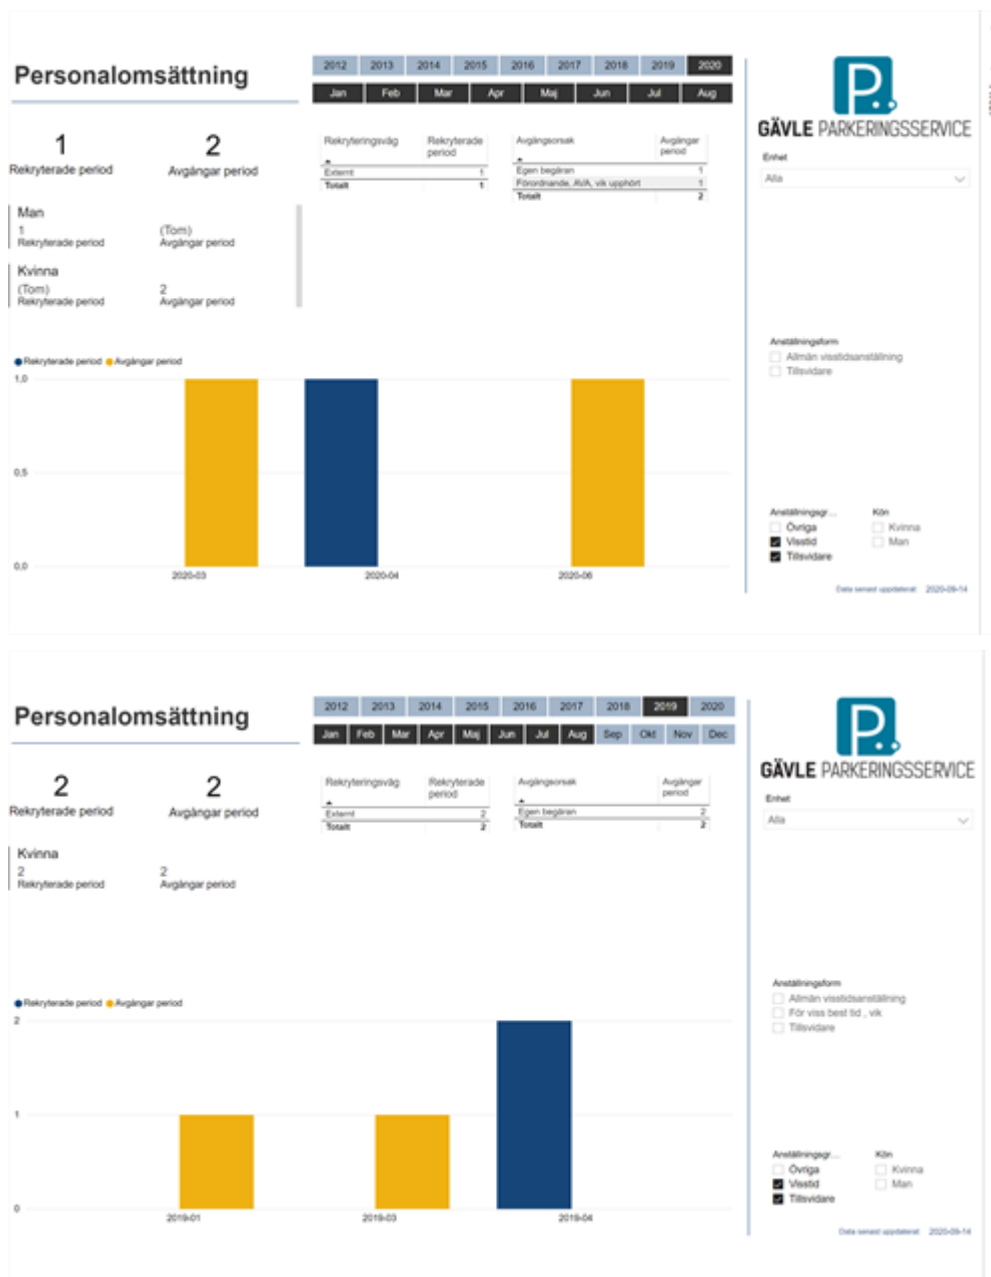 Personalomsättning
2012 2013 2014 2015 2016 2017 2018 2019 2020
Jan Feb Mar Apr Maj Jun Jul Aug
P
GÄVLE PARKERINGSSERVICE
1
Rekryterade period
2
Avgångar period
Rekryteringsväg Rekryterade period
Externt 1
Totalt 1
Avgångsorsak Avgångar period
Egen begäran 1
Förordnande, AVA, vik upphört 1
Totalt 2
Enhet
Alla
Man
1 (Tom)
Rekryterade period Avgångar period
Kvinna
(Tom) 2
Rekryterade period Avgångar period
Anställningsform
Allmän visstidsanställning
Tillsvidare
Rekryterade period Avgångar period
1,0
0,5
0,0
2020-03 2020-04 2020-06
Anställningsgr... Kön
Övriga Kvinna
Visstid Man
Tillsvidare
Data senast uppdaterat: 2020-09-14
Personalomsättning
2012 2013 2014 2015 2016 2017 2018 2019 2020
Jan Feb Mar Apr Maj Jun Jul Aug Sep Okt Nov Dec
P
GÄVLE PARKERINGSSERVICE
2
Rekryterade period
2
Avgångar period
Rekryteringsväg Rekryterade period
Externt 2
Totalt 2
Avgångsorsak Avgångar period
Egen begäran 2
Totalt 2
Enhet
Alla
Kvinna
2 2
Rekryterade period Avgångar period
Anställningsform
Allmän visstidsanställning
För viss best tid , vik
Tillsvidare
Rekryterade period Avgångar period
2
1
0
2019-01 2019-03 2019-04
Anställningsgr... Kön
Övriga Kvinna
Visstid Man
Tillsvidare
Data senast uppdaterat: 2020-09-14